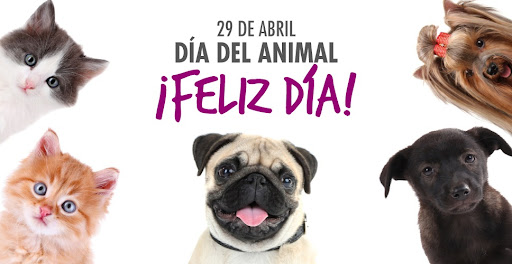 29 DE ABRIL
DÍA DEL ANIMAL
¡FELIZ DÍA!